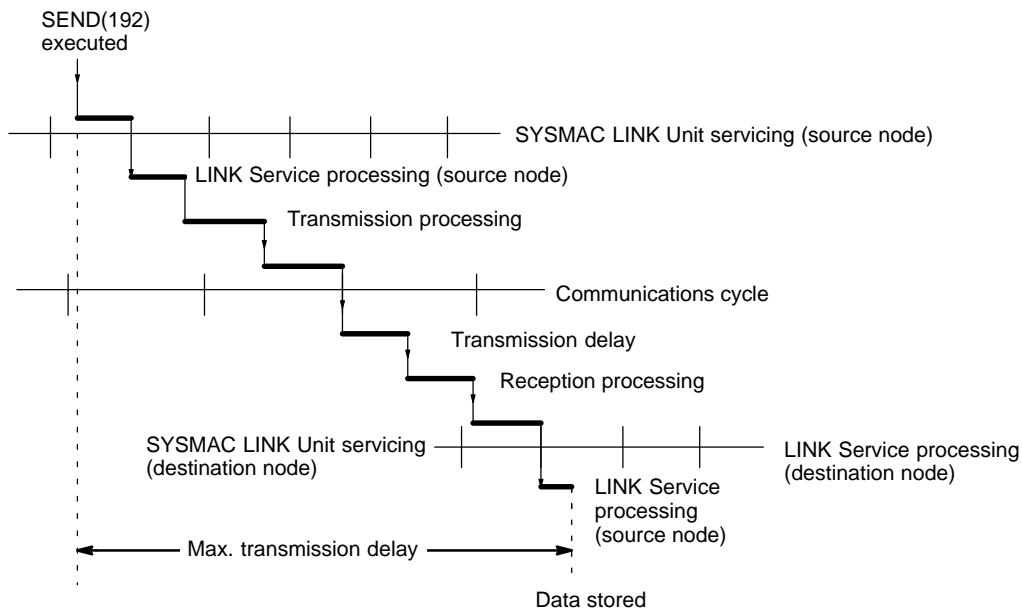 SEND(192)
executed
SYSMAC LINK Unit servicing (source node)
LINK Service processing (source node)
Transmission processing
Communications cycle
Transmission delay
Reception processing
SYSMAC LINK Unit servicing
(destination node)
LINK Service processing
(destination node)
LINK Service
processing
(source node)
Max. transmission delay
Data stored